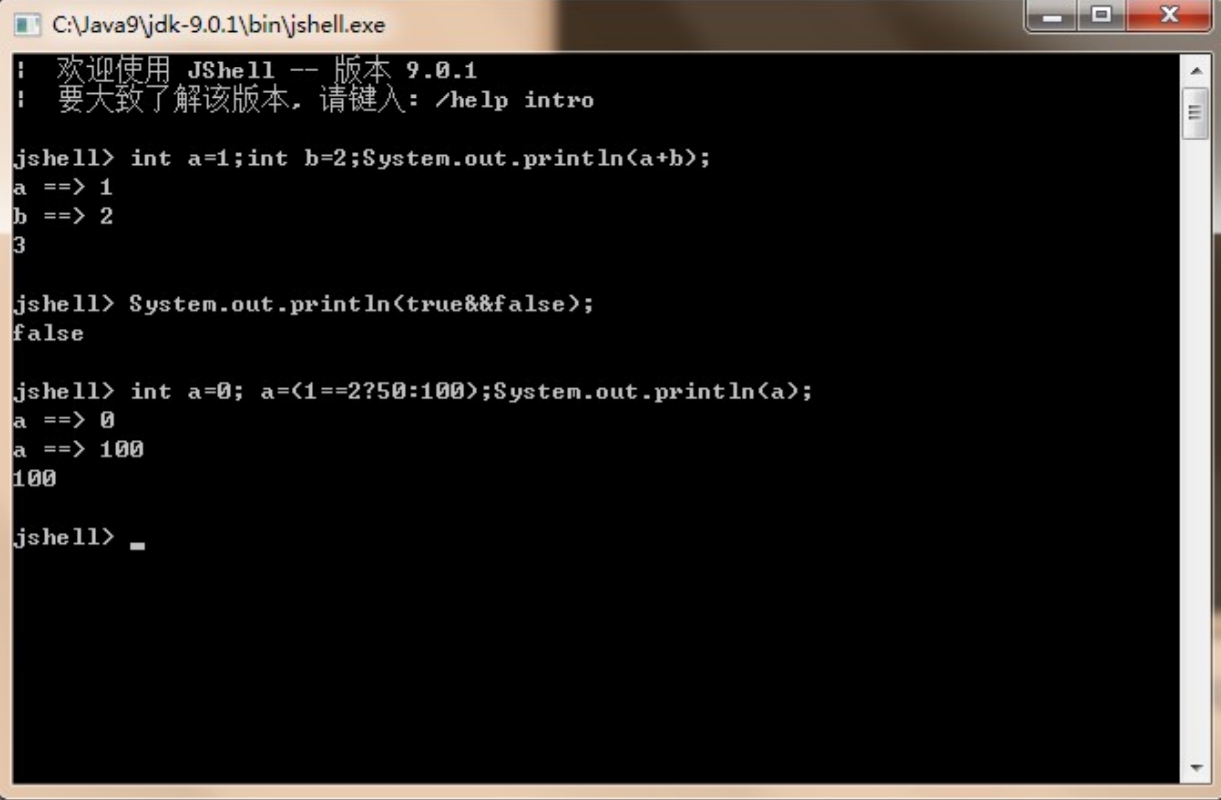 C:\Java9\jdk-9.0.1\bin\jshell.exe
|  欢迎使用 JShell -- 版本 9.0.1
|  要大致了解该版本, 请键入: /help intro
jshell> int a=1;int b=2;System.out.println(a+b);
a ==> 1
b ==> 2
3
jshell> System.out.println(true&&false);
false
jshell> int a=0; a=(1==2?50:100);System.out.println(a);
a ==> 0
a ==> 100
100
jshell> _